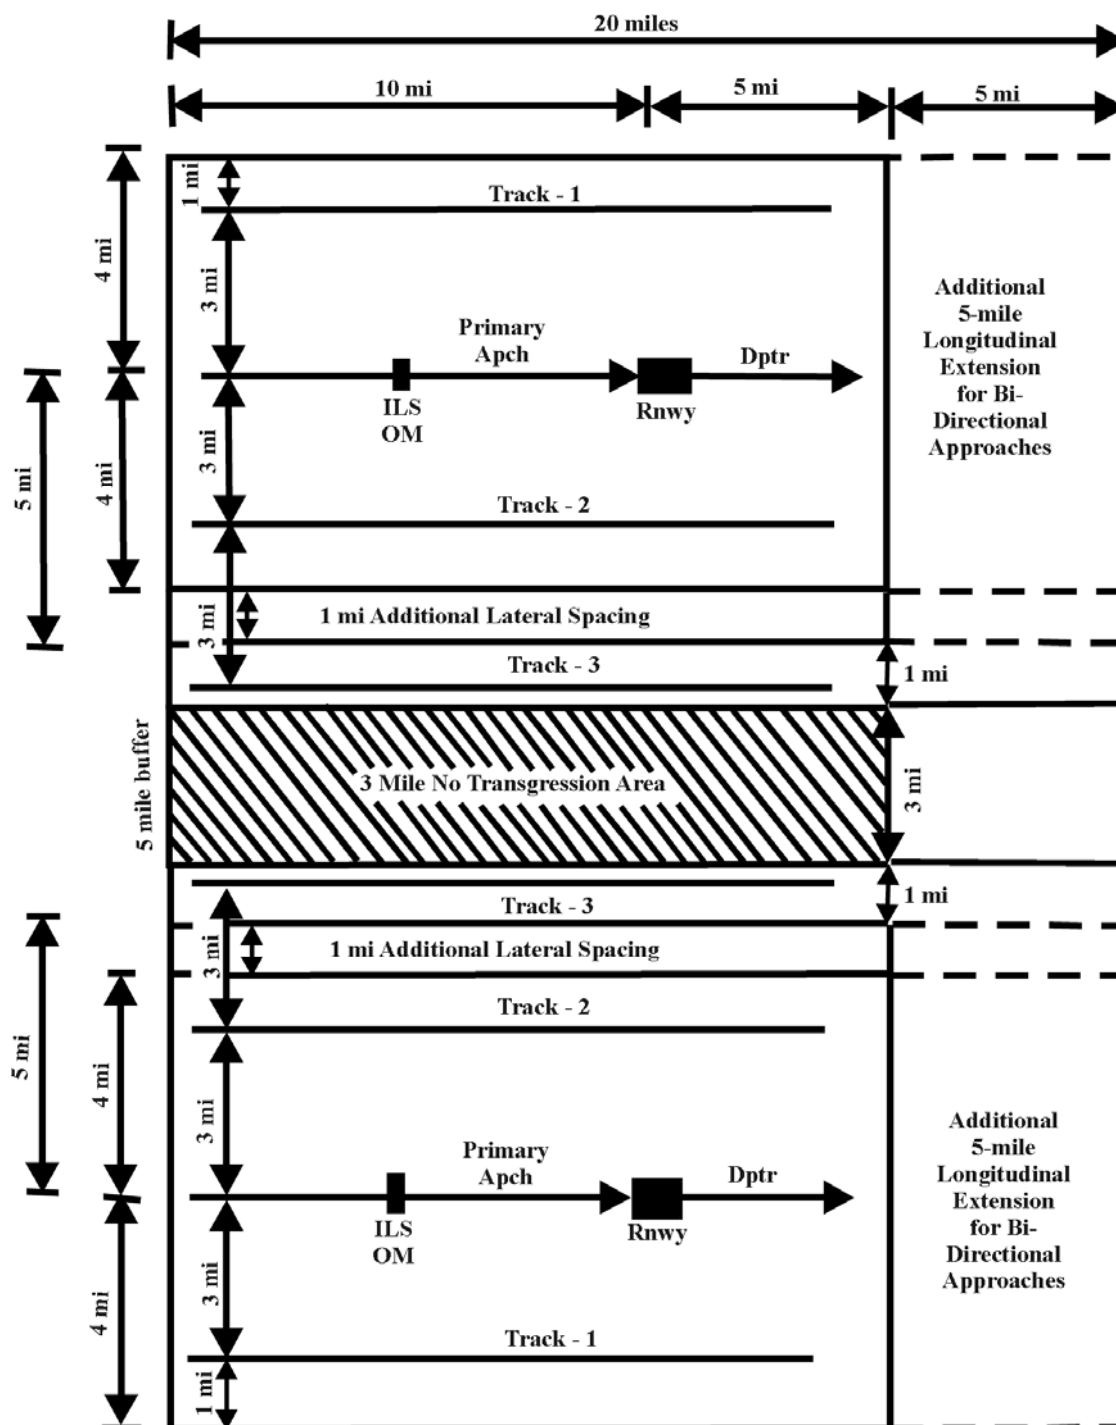 20 miles
10 mi
5 mi
5 mi
1 mi
Track - 1
4 mi
3 mi
Additional
5-mile
Longitudinal
Extension
for Bi-
Directional
Approaches
Primary
Apch
Dptr
ILS
OM
Rnwy
5 mi
4 mi
3 mi
Track - 2
3 mi
1 mi Additional Lateral Spacing
Track - 3
1 mi
5 mile buffer
3 Mile No Transgression Area
3 mi
Track - 3
1 mi
3 mi
1 mi Additional Lateral Spacing
Track - 2
5 mi
4 mi
3 mi
Primary
Apch
Dptr
ILS
OM
Rnwy
Additional
5-mile
Longitudinal
Extension
for Bi-
Directional
Approaches
4 mi
3 mi
Track - 1
1 mi